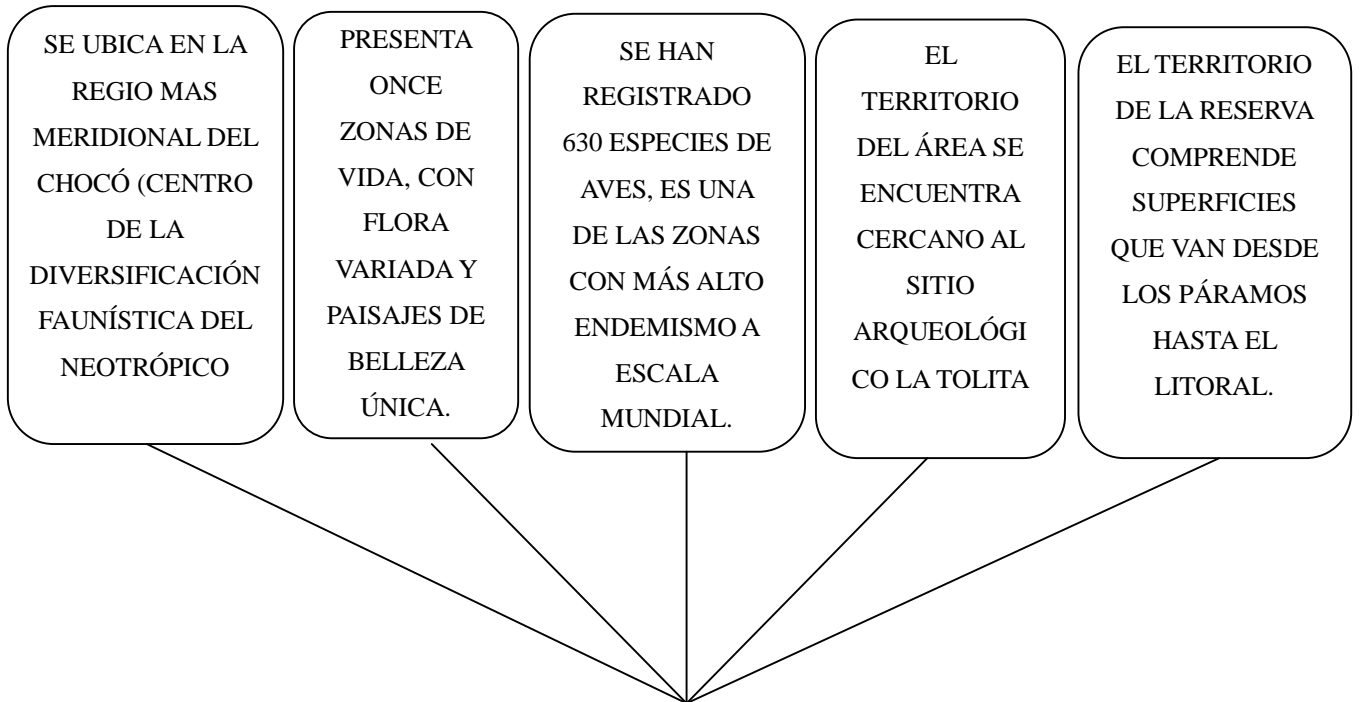 SE UBICA EN LA
REGIO MAS
MERIDIONAL DEL
CHOCÓ (CENTRO
DE LA
DIVERSIFICACIÓN
FAUNÍSTICA DEL
NEOTRÓPICO
PRESENTA
ONCE
ZONAS DE
VIDA, CON
FLORA
VARIADA Y
PAISAJES DE
BELLEZA
ÚNICA.
SE HAN
REGISTRADO
630 ESPECIES DE
AVES, ES UNA
DE LAS ZONAS
CON MÁS ALTO
ENDEMISMO A
ESCALA
MUNDIAL.
EL
TERRITORIO
DEL ÁREA SE
ENCUENTRA
CERCANO AL
SITIO
ARQUEOLÓGI
CO LA TOLITA
EL TERRITORIO
DE LA RESERVA
COMPRENDE
SUPERFICIES
QUE VAN DESDE
LOS PÁRAMOS
HASTA EL
LITORAL.